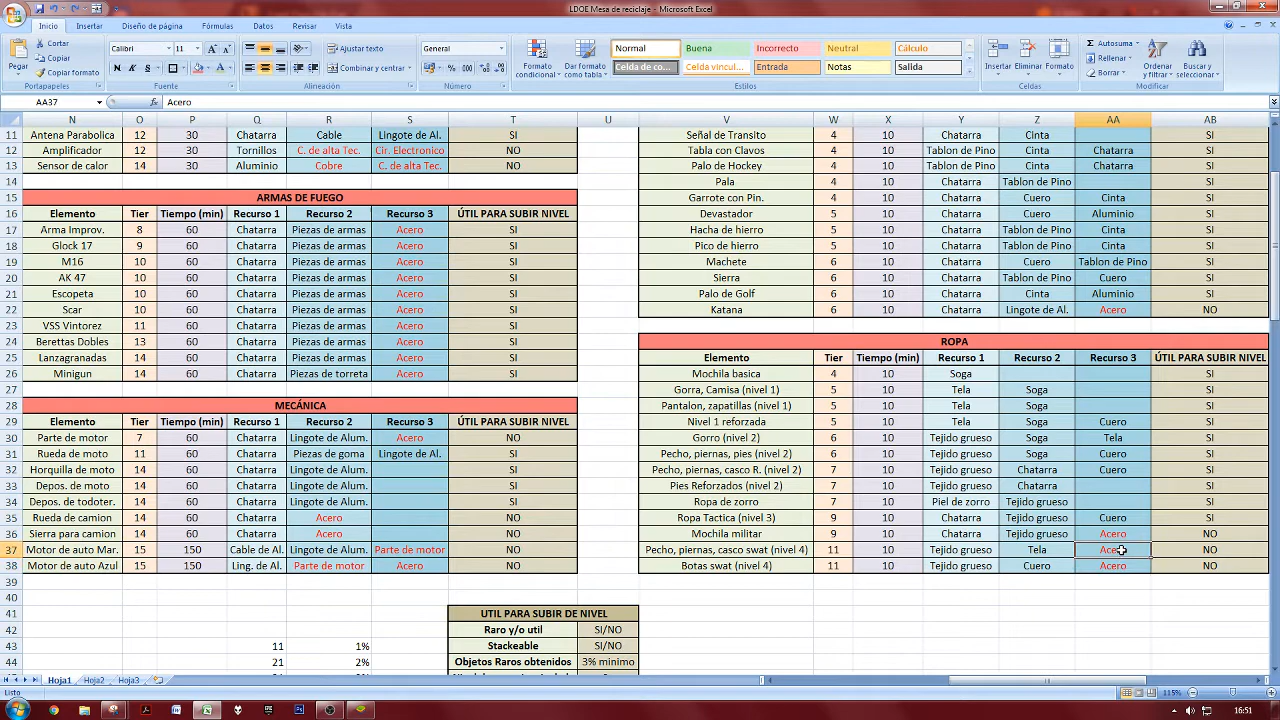 LDOE Mesa de reciclaje - Microsoft Excel
Inicio Insertar Diseño de página Fórmulas Datos Revisar Vista
Pegar Cortar Copiar Copiar formato
Calibri 11 Ajustar texto General
N K S Combinar y centrar
Formato condicional Dar formato como tabla
Normal Buena Incorrecto Neutral Cálculo
Celda de co... Celda vincul... Entrada Notas Salida
Insertar Eliminar Formato
Autosuma Rellenar Borrar Ordenar y filtrar Buscar y seleccionar
Portapapeles Fuente Alineación Número Estilos Celdas Modificar
AA37 fx Acero
N O P Q R S T U V W X Y Z AA AB
11 Antena Parabolica 12 30 Chatarra Cable Lingote de Al. SI Señal de Transito 4 10 Chatarra Cinta SI
12 Amplificador 12 30 Tornillos C. de alta Tec. Cir. Electronico NO Tabla con Clavos 4 10 Tablon de Pino Cinta Chatarra SI
13 Sensor de calor 14 30 Aluminio Cobre C. de alta Tec. NO Palo de Hockey 4 10 Tablon de Pino Cinta Chatarra SI
14 Pala 4 10 Chatarra Tablon de Pino SI
15 ARMAS DE FUEGO Garrote con Pin. 4 10 Chatarra Cuero Cinta SI
16 Elemento Tier Tiempo (min) Recurso 1 Recurso 2 Recurso 3 ÚTIL PARA SUBIR NIVEL Devastador 5 10 Chatarra Cuero Aluminio SI
17 Arma Improv. 8 60 Chatarra Piezas de armas Acero SI Hacha de hierro 5 10 Chatarra Tablon de Pino Cinta SI
18 Glock 17 9 60 Chatarra Piezas de armas Acero SI Pico de hierro 5 10 Chatarra Tablon de Pino Cinta SI
19 M16 10 60 Chatarra Piezas de armas Acero SI Machete 6 10 Chatarra Cuero Tablon de Pino SI
20 AK 47 10 60 Chatarra Piezas de armas Acero SI Sierra 6 10 Chatarra Tablon de Pino Cuero SI
21 Escopeta 10 60 Chatarra Piezas de armas Acero SI Palo de Golf 6 10 Chatarra Cinta Aluminio SI
22 Scar 10 60 Chatarra Piezas de armas Acero SI Katana 6 10 Chatarra Lingote de Al. Acero NO
23 VSS Vintorez 11 60 Chatarra Piezas de armas Acero SI
24 Berettas Dobles 13 60 Chatarra Piezas de armas Acero SI ROPA
25 Lanzagranadas 14 60 Chatarra Piezas de armas Acero SI Elemento Tier Tiempo (min) Recurso 1 Recurso 2 Recurso 3 ÚTIL PARA SUBIR NIVEL
26 Minigun 14 60 Chatarra Piezas de torreta Acero SI Mochila basica 4 10 Soga SI
27 Gorra, Camisa (nivel 1) 5 10 Tela Soga SI
28 MECÁNICA Pantalon, zapatillas (nivel 1) 5 10 Tela Soga SI
29 Elemento Tier Tiempo (min) Recurso 1 Recurso 2 Recurso 3 ÚTIL PARA SUBIR NIVEL Nivel 1 reforzada 5 10 Tela Soga Cuero SI
30 Parte de motor 7 60 Chatarra Lingote de Alum. Acero NO Gorro (nivel 2) 6 10 Tejido grueso Soga Tela SI
31 Rueda de moto 11 60 Chatarra Piezas de goma Lingote de Al. NO Pecho, piernas, pies (nivel 2) 6 10 Tejido grueso Soga Cuero SI
32 Horquilla de moto 14 60 Chatarra Lingote de Alum. SI Pecho, piernas, casco R. (nivel 2) 7 10 Tejido grueso Chatarra Cuero SI
33 Depos. de moto 14 60 Chatarra Lingote de Alum. SI Pies Reforzados (nivel 2) 7 10 Tejido grueso Chatarra SI
34 Depos. de todoter. 14 60 Chatarra Lingote de Alum. SI Ropa de zorro 7 10 Piel de zorro Tejido grueso SI
35 Rueda de camion 14 60 Chatarra Acero NO Ropa Tactica (nivel 3) 9 10 Chatarra Tejido grueso Cuero SI
36 Sierra para camion 14 60 Chatarra Acero NO Mochila militar 9 10 Chatarra Tejido grueso Acero NO
37 Motor de auto Mar. 15 150 Cable de Al. Lingote de Alum. Parte de motor NO Pecho, piernas, casco swat (nivel 4) 11 10 Tejido grueso Tela Acero NO
38 Motor de auto Azul 15 150 Ling. de Al. Parte de motor Acero NO Botas swat (nivel 4) 11 10 Tejido grueso Cuero Acero NO
39
40
41 UTIL PARA SUBIR DE NIVEL
42 Raro y/o util SI/NO
43 11 1% Stackeable SI/NO
44 21 2% Objetos Raros obtenidos 3% minimo
Hoja1 Hoja2 Hoja3
Listo 115%
16:51